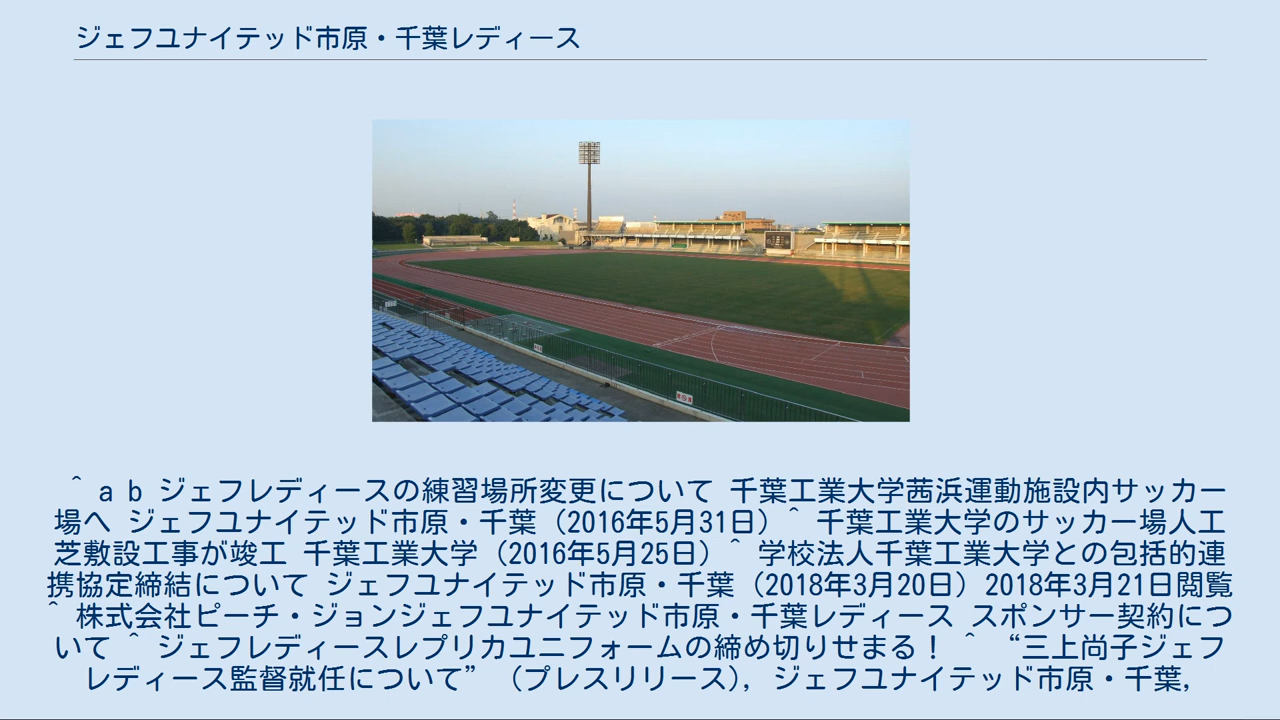 ジェフユナイテッド市原・千葉レディース
^ a b ジェフレディースの練習場所変更について 千葉工業大学茜浜運動施設内サッカー
場へ ジェフユナイテッド市原・千葉（2016年5月31日）^ 千葉工業大学のサッカー場人工
芝敷設工事が竣工 千葉工業大学（2016年5月25日）^ 学校法人千葉工業大学との包括的連
携協定締結について ジェフユナイテッド市原・千葉（2018年3月20日）2018年3月21日閲覧
^ 株式会社ピーチ・ジョンジェフユナイテッド市原・千葉レディース スポンサー契約につ
いて ^ ジェフレディースレプリカユニフォームの締め切りせまる！ ^ “三上尚子ジェフ
レディース監督就任について” （プレスリリース）, ジェフユナイテッド市原・千葉,